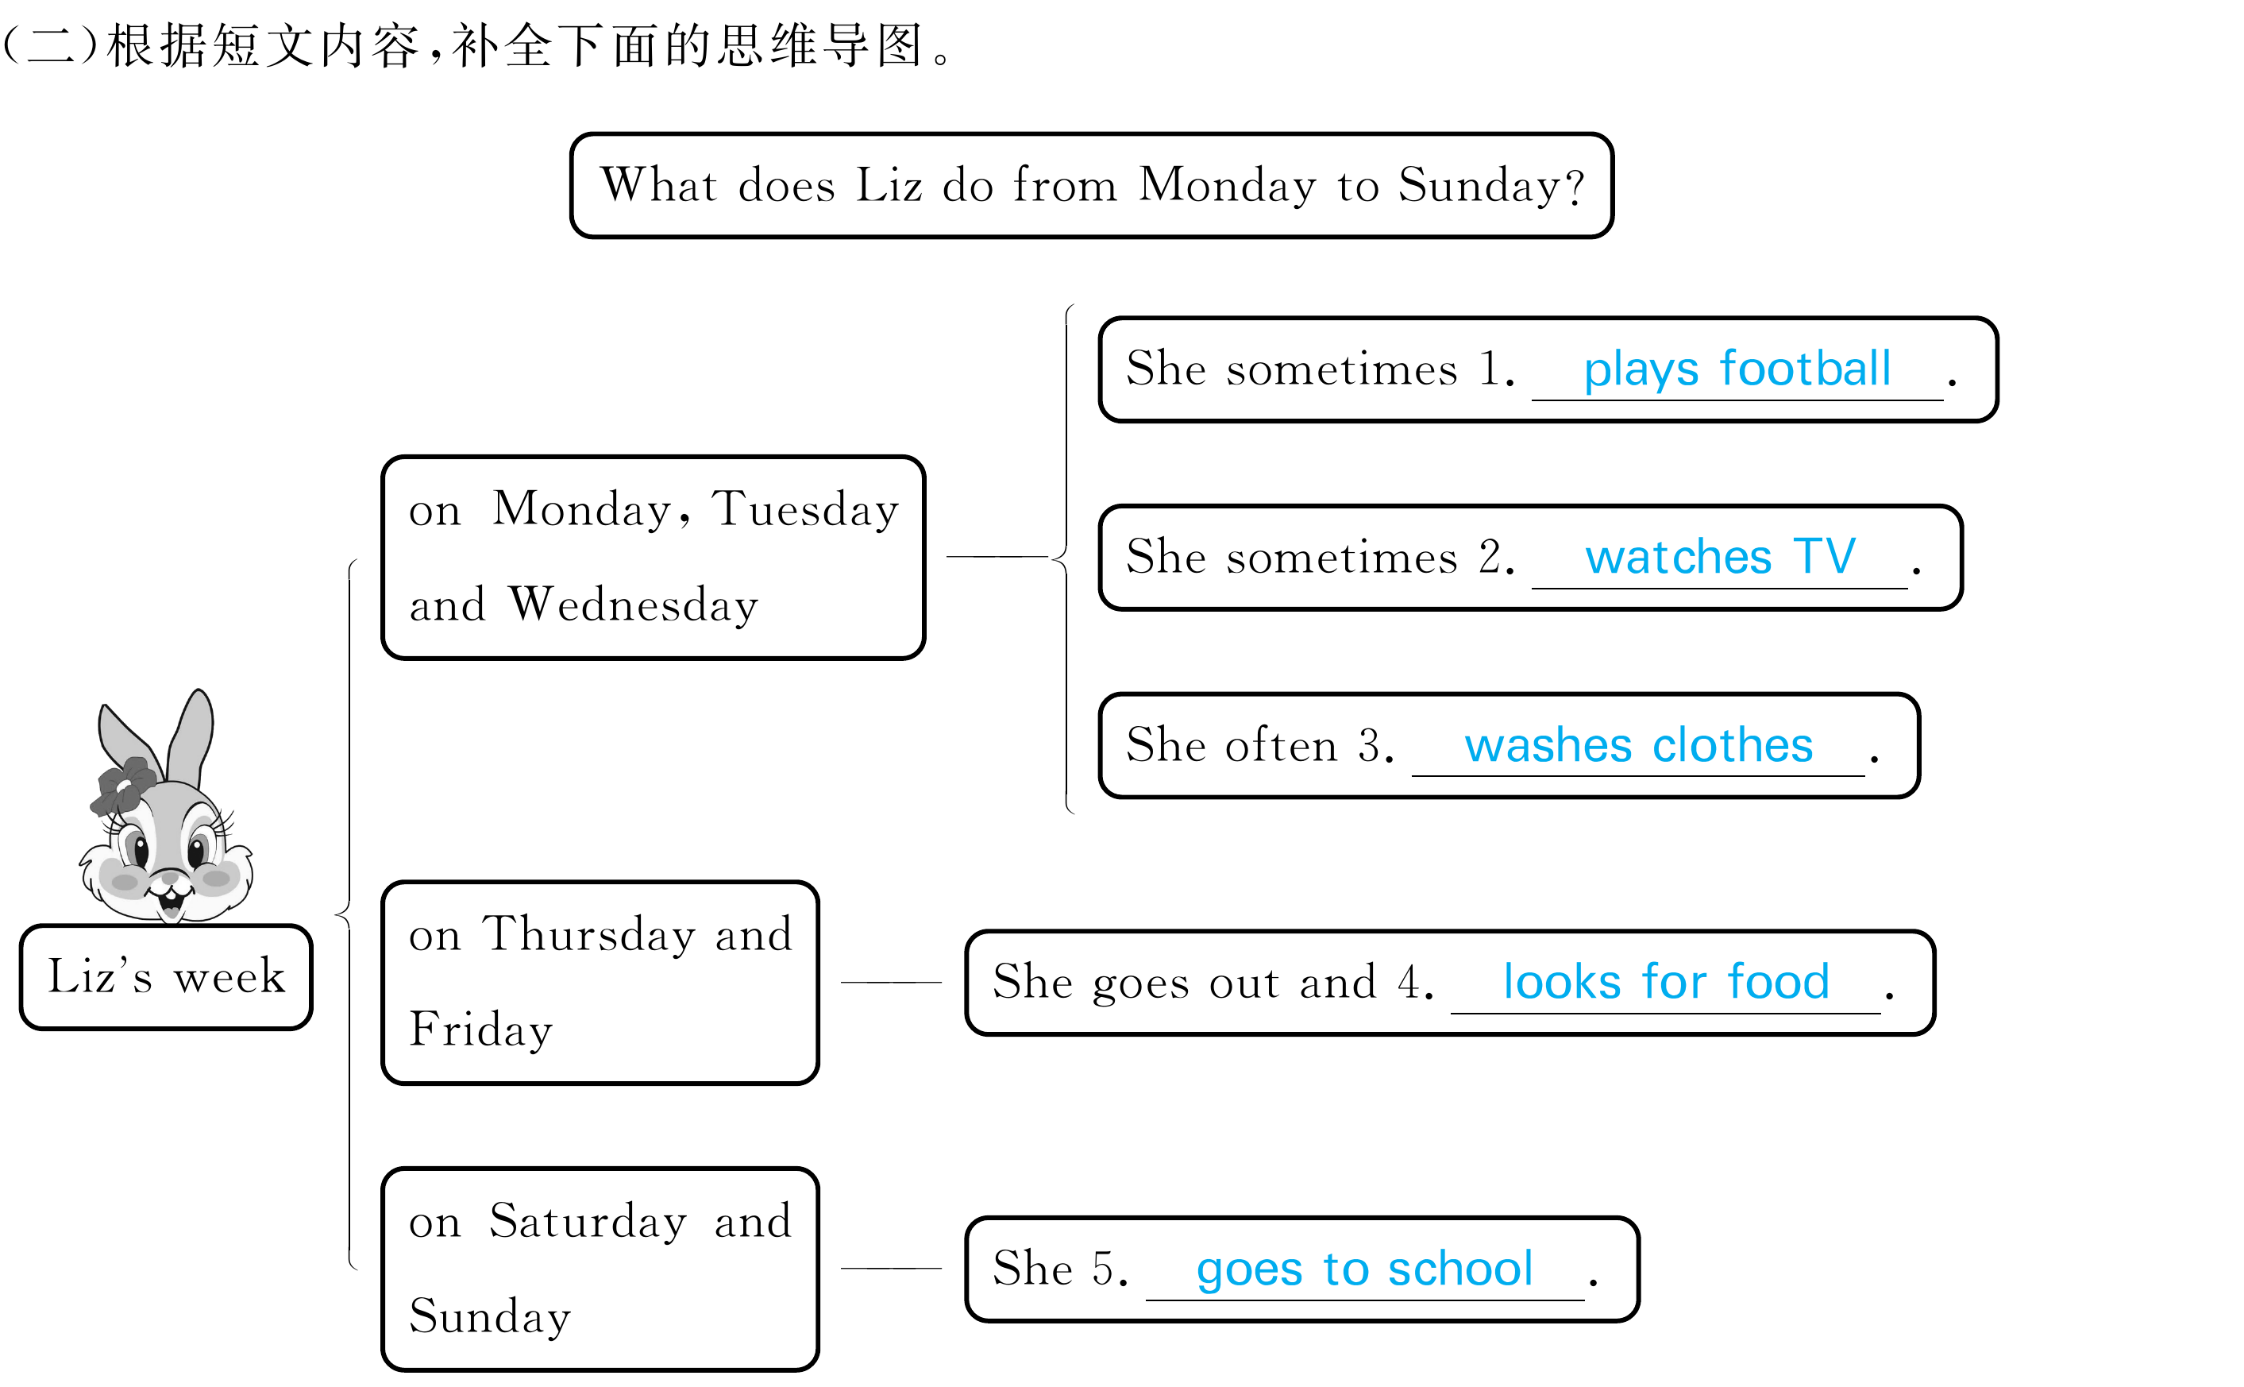 (二)根据短文内容,补全下面的思维导图。
What does Liz do from Monday to Sunday?
She sometimes 1. plays football .
on Monday, Tuesday
and Wednesday
She sometimes 2. watches TV .
She often 3. washes clothes .
Liz's week
on Thursday and
Friday
She goes out and 4. looks for food .
on Saturday and
Sunday
She 5. goes to school .